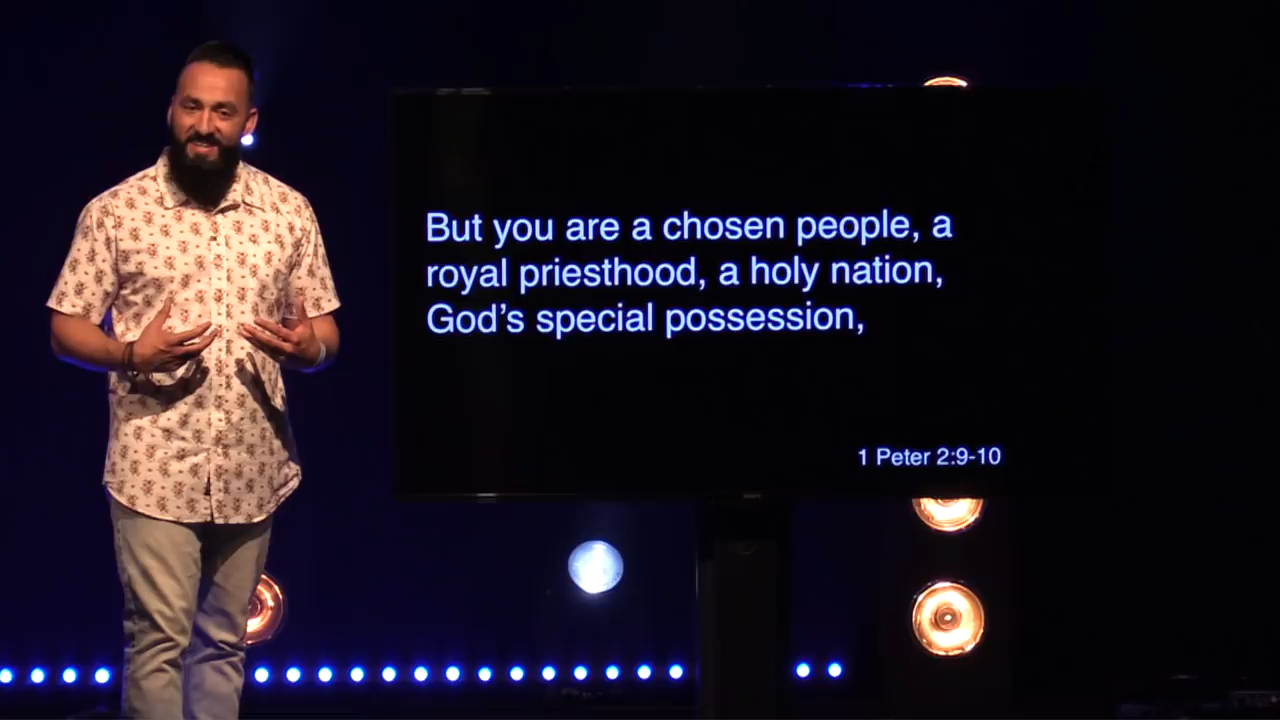 But you are a chosen people, a
royal priesthood, a holy nation,
God’s special possession,
1 Peter 2:9-10